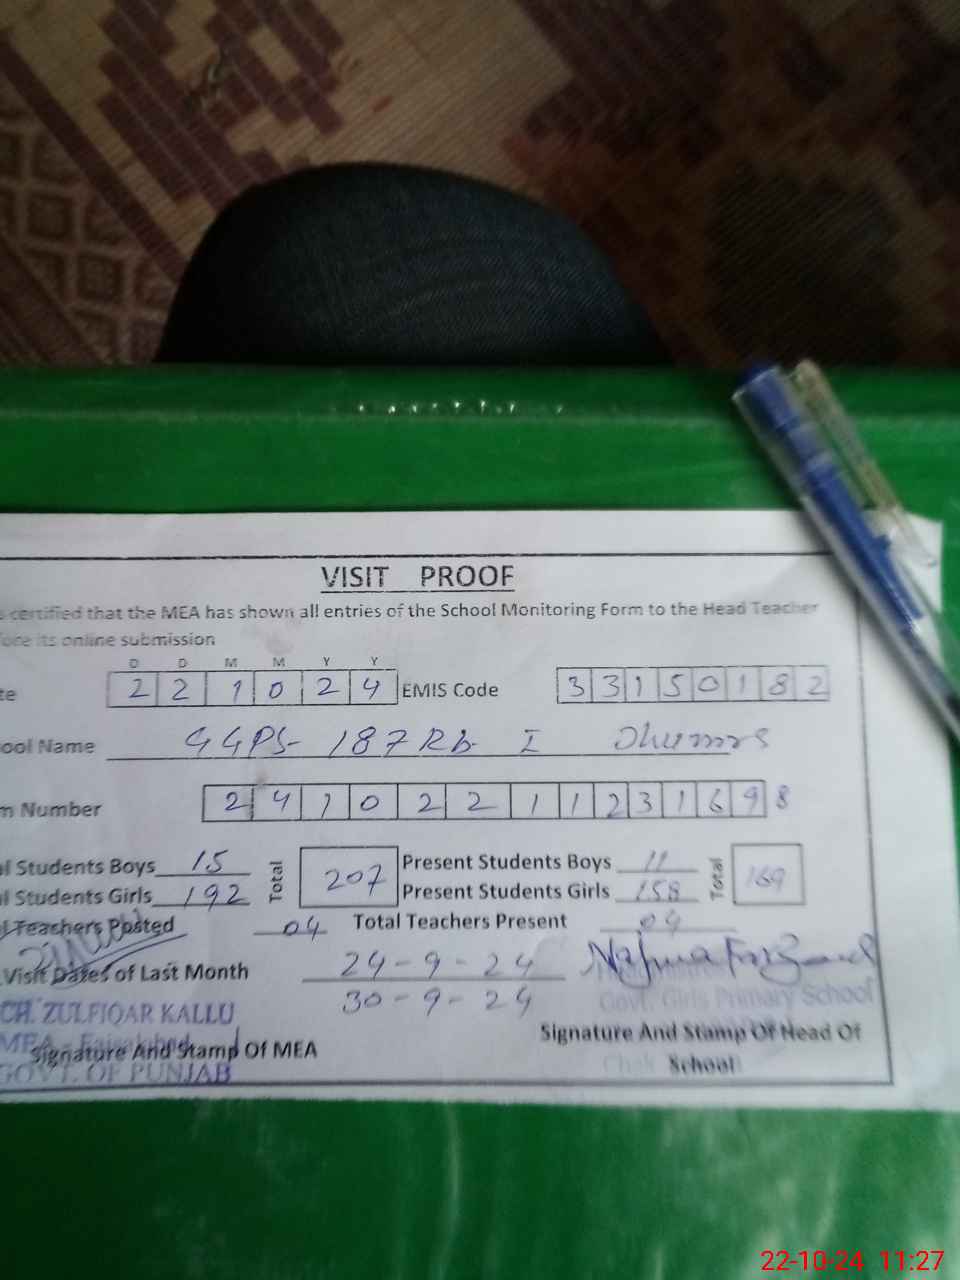 VISIT PROOF
certified that the MEA has shown all entries of the School Monitoring Form to the Head Teacher
its online submission
D D M M Y Y
te 2 2 1 0 2 4 EMIS Code 3 3 1 5 0 1 8 2
ool Name GGPS- 187 Rb- I
m Number 2 4 1 0 2 2 1 1 2 3 1 6 9 8
l Students Boys 15 Total 207 Present Students Boys 11 Total 169
l Students Girls 192 Present Students Girls 158
l Teachers Posted 04 Total Teachers Present 04
Visit Dates of Last Month 24-9-24
30-9-24
CH. ZULFIQAR KALLU
Govt. Girls Primary School
MEA - Faisalabad
Signature And Stamp Of MEA
GOVT. OF PUNJAB
Signature And Stamp Of Head Of
Chak School
22-10-24 11:27